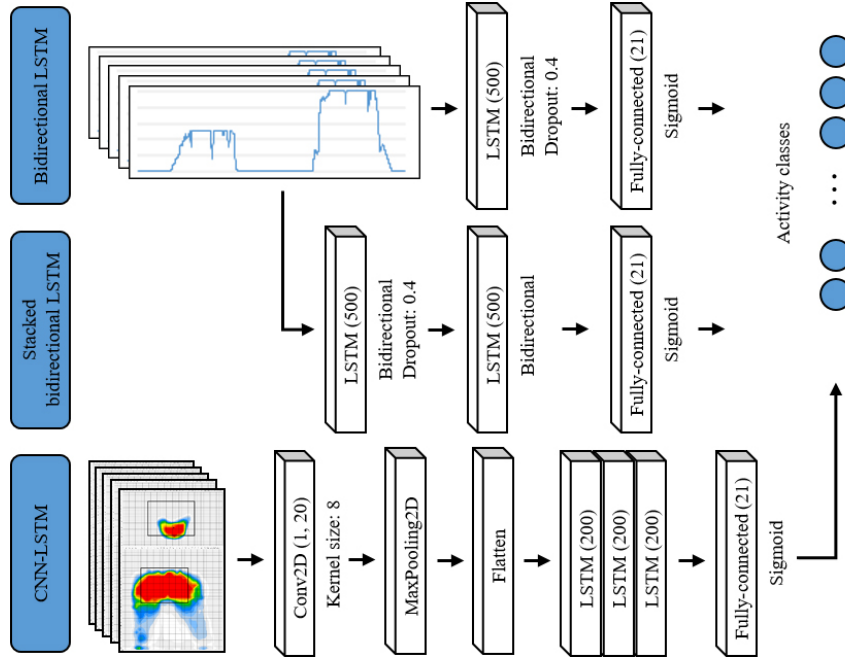 Bidirectional LSTM
LSTM (500)
Bidirectional
Dropout: 0.4
Fully-connected (21)
Sigmoid
Stacked
bidirectional LSTM
LSTM (500)
Bidirectional
Dropout: 0.4
LSTM (500)
Bidirectional
Fully-connected (21)
Sigmoid
CNN-LSTM
Conv2D (1, 20)
Kernel size: 8
MaxPooling2D
Flatten
LSTM (200)
LSTM (200)
LSTM (200)
Fully-connected (21)
Sigmoid
Activity classes
...